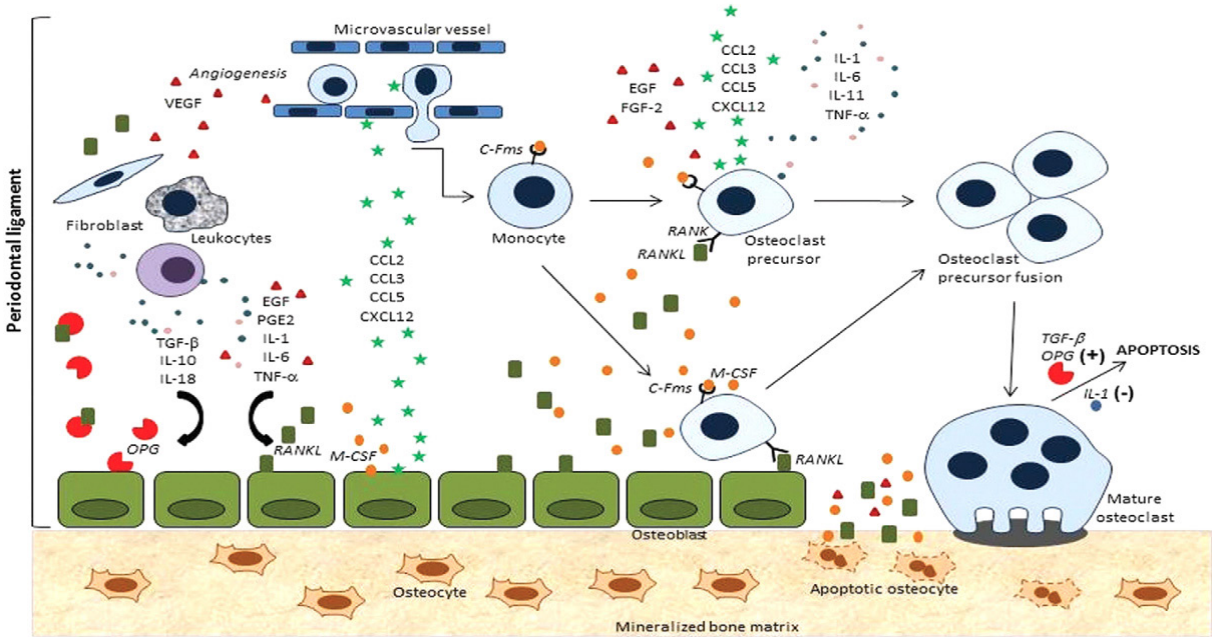 Periodontal ligament
Microvascular vessel
Angiogenesis
VEGF
Fibroblast
Leukocytes
TGF-β
IL-10
IL-18
EGF
PGE2
IL-1
IL-6
TNF-α
CCL2
CCL3
CCL5
CXCL12
OPG
RANKL
M-CSF
C-Fms
Monocyte
EGF
FGF-2
CCL2
CCL3
CCL5
CXCL12
IL-1
IL-6
IL-11
TNF-α
RANK
RANKL
Osteoclast
precursor
Osteoclast
precursor fusion
C-Fms
M-CSF
RANKL
TGF-β
OPG (+)
APOPTOSIS
IL-1 (-)
Mature
osteoclast
Osteoblast
Osteocyte
Apoptotic osteocyte
Mineralized bone matrix